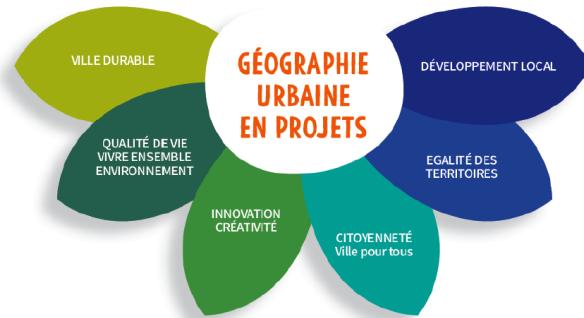 GÉOGRAPHIE
URBAINE
EN PROJETS
VILLE DURABLE
QUALITÉ DE VIE
VIVRE ENSEMBLE
ENVIRONNEMENT
INNOVATION
CRÉATIVITÉ
CITOYENNETÉ
Ville pour tous
EGALITÉ DES
TERRITOIRES
DÉVELOPPEMENT LOCAL